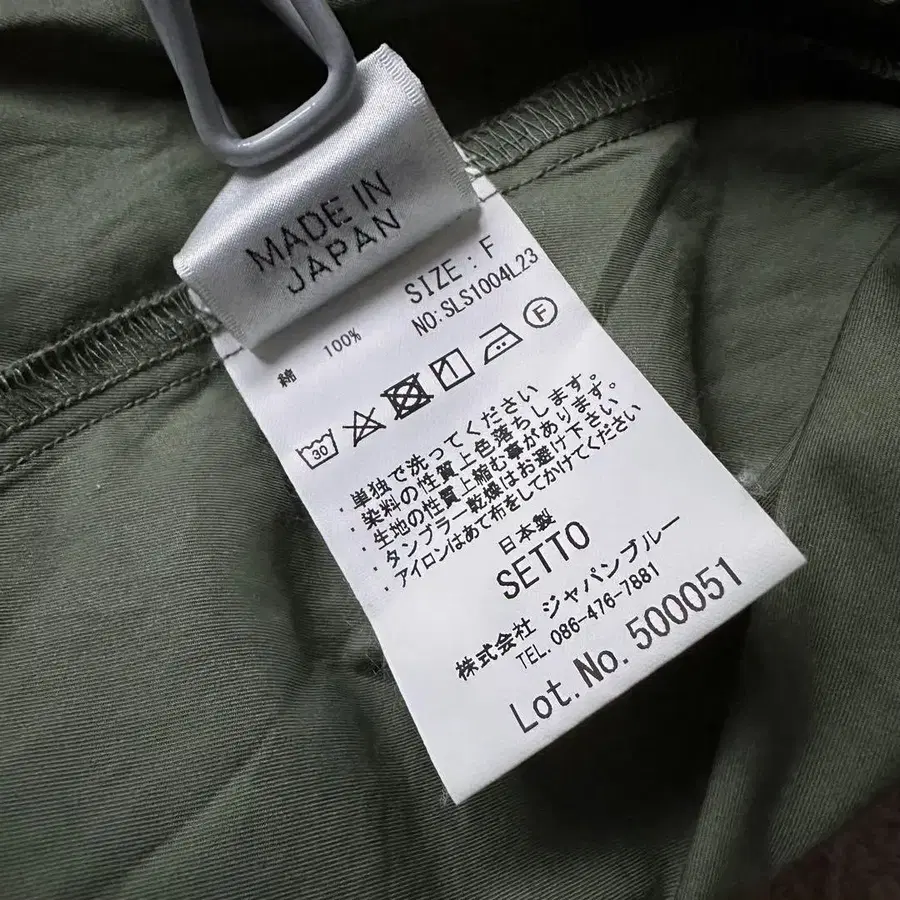 MADE IN
JAPAN
SIZE : F
NO:SLS1004L23
綿 100%
30
F
・単独で洗ってください
・染料の性質上色落ちします。
・生地の性質上縮む事があります。
・タンブラー乾燥はお避け下さい
・アイロンはあて布をしてかけてください
日本製
SETTO
株式会社 ジャパンブルー
TEL. 086-476-7881
Lot.No. 500051